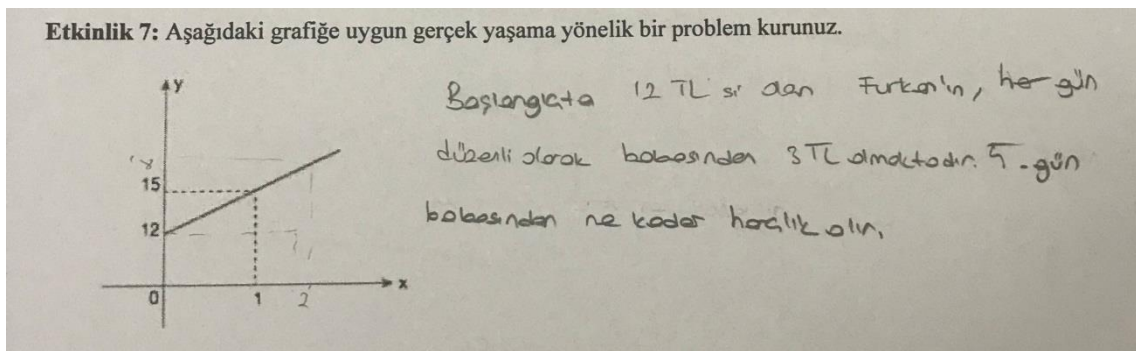 Etkinlik 7: Aşağıdaki grafiğe uygun gerçek yaşama yönelik bir problem kurunuz.
y
Başlangıçta 12 TL si olan Furkan'ın, her gün
düzenli olarak babasından 3 TL almaktadır. 5. gün
babasından ne kadar harçlık alır.
15
12
0 1 2 x